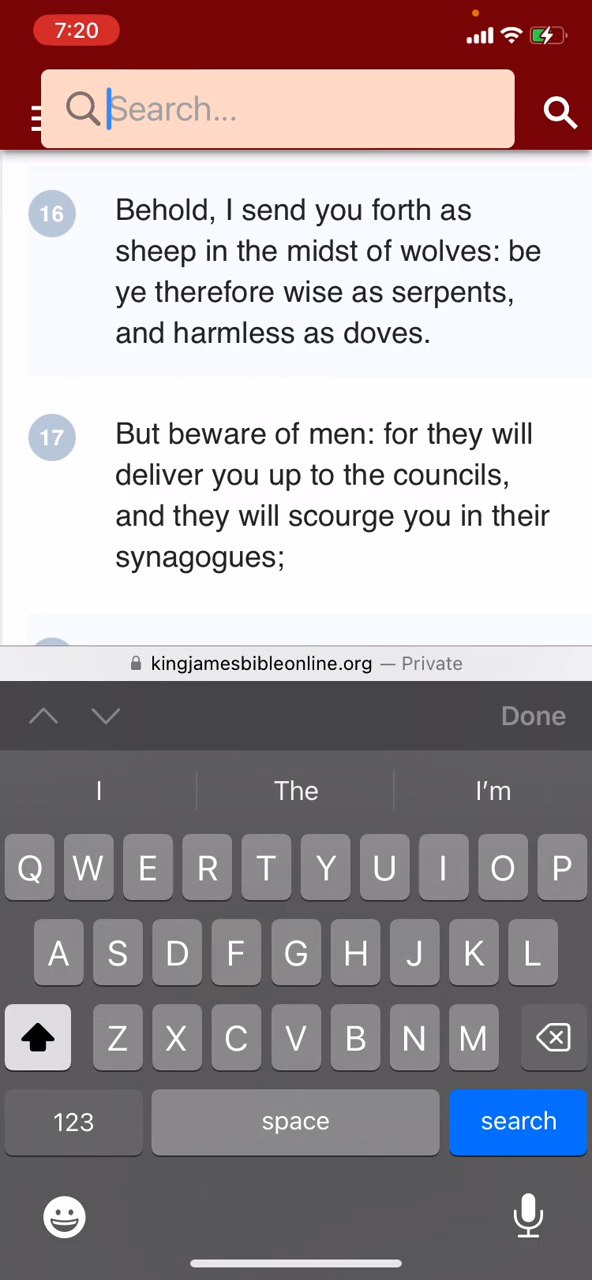 7:20
Search...
16 Behold, I send you forth as
sheep in the midst of wolves: be
ye therefore wise as serpents,
and harmless as doves.
17 But beware of men: for they will
deliver you up to the councils,
and they will scourge you in their
synagogues;
kingjamesbibleonline.org — Private
Done
I The I'm
Q W E R T Y U I O P
A S D F G H J K L
Z X C V B N M
123 space search